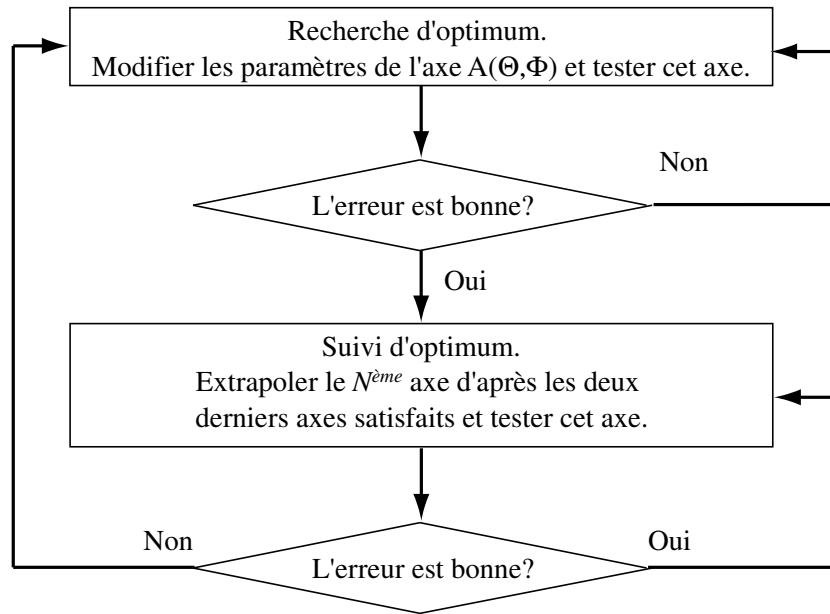 Recherche d'optimum.
Modifier les paramètres de l'axe A(Θ,Φ) et tester cet axe.
Non
L'erreur est bonne?
Oui
Suivi d'optimum.
Extrapoler le Nème axe d'après les deux
derniers axes satisfaits et tester cet axe.
Non
Oui
L'erreur est bonne?